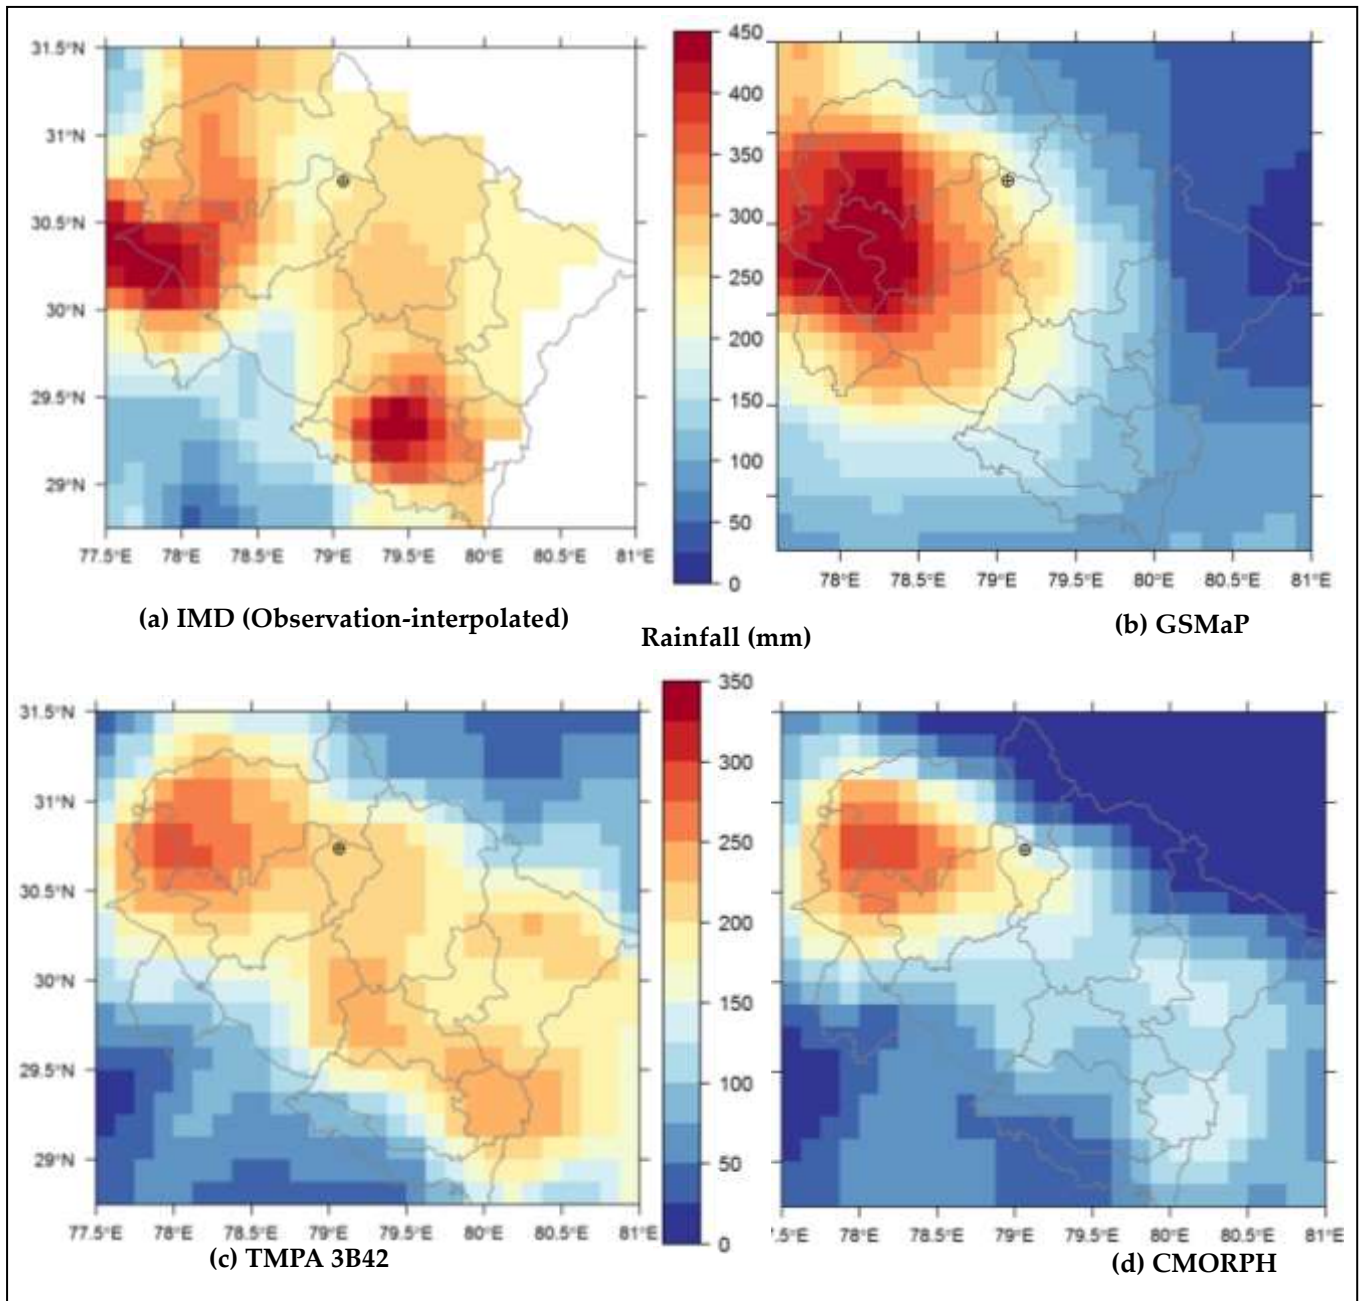 31.5°N
31°N
30.5°N
30°N
29.5°N
29°N
77.5°E 78°E 78.5°E 79°E 79.5°E 80°E 80.5°E 81°E
450
400
350
300
250
200
150
100
50
0
78°E 78.5°E 79°E 79.5°E 80°E 80.5°E 81°E
(a) IMD (Observation-interpolated)
(b) GSMaP
Rainfall (mm)
31.5°N
31°N
30.5°N
30°N
29.5°N
29°N
77.5°E 78°E 78.5°E 79°E 79.5°E 80°E 80.5°E 81°E
350
300
250
200
150
100
50
0
.5°E 78°E 78.5°E 79°E 79.5°E 80°E 80.5°E 81°E
(c) TMPA 3B42
(d) CMORPH